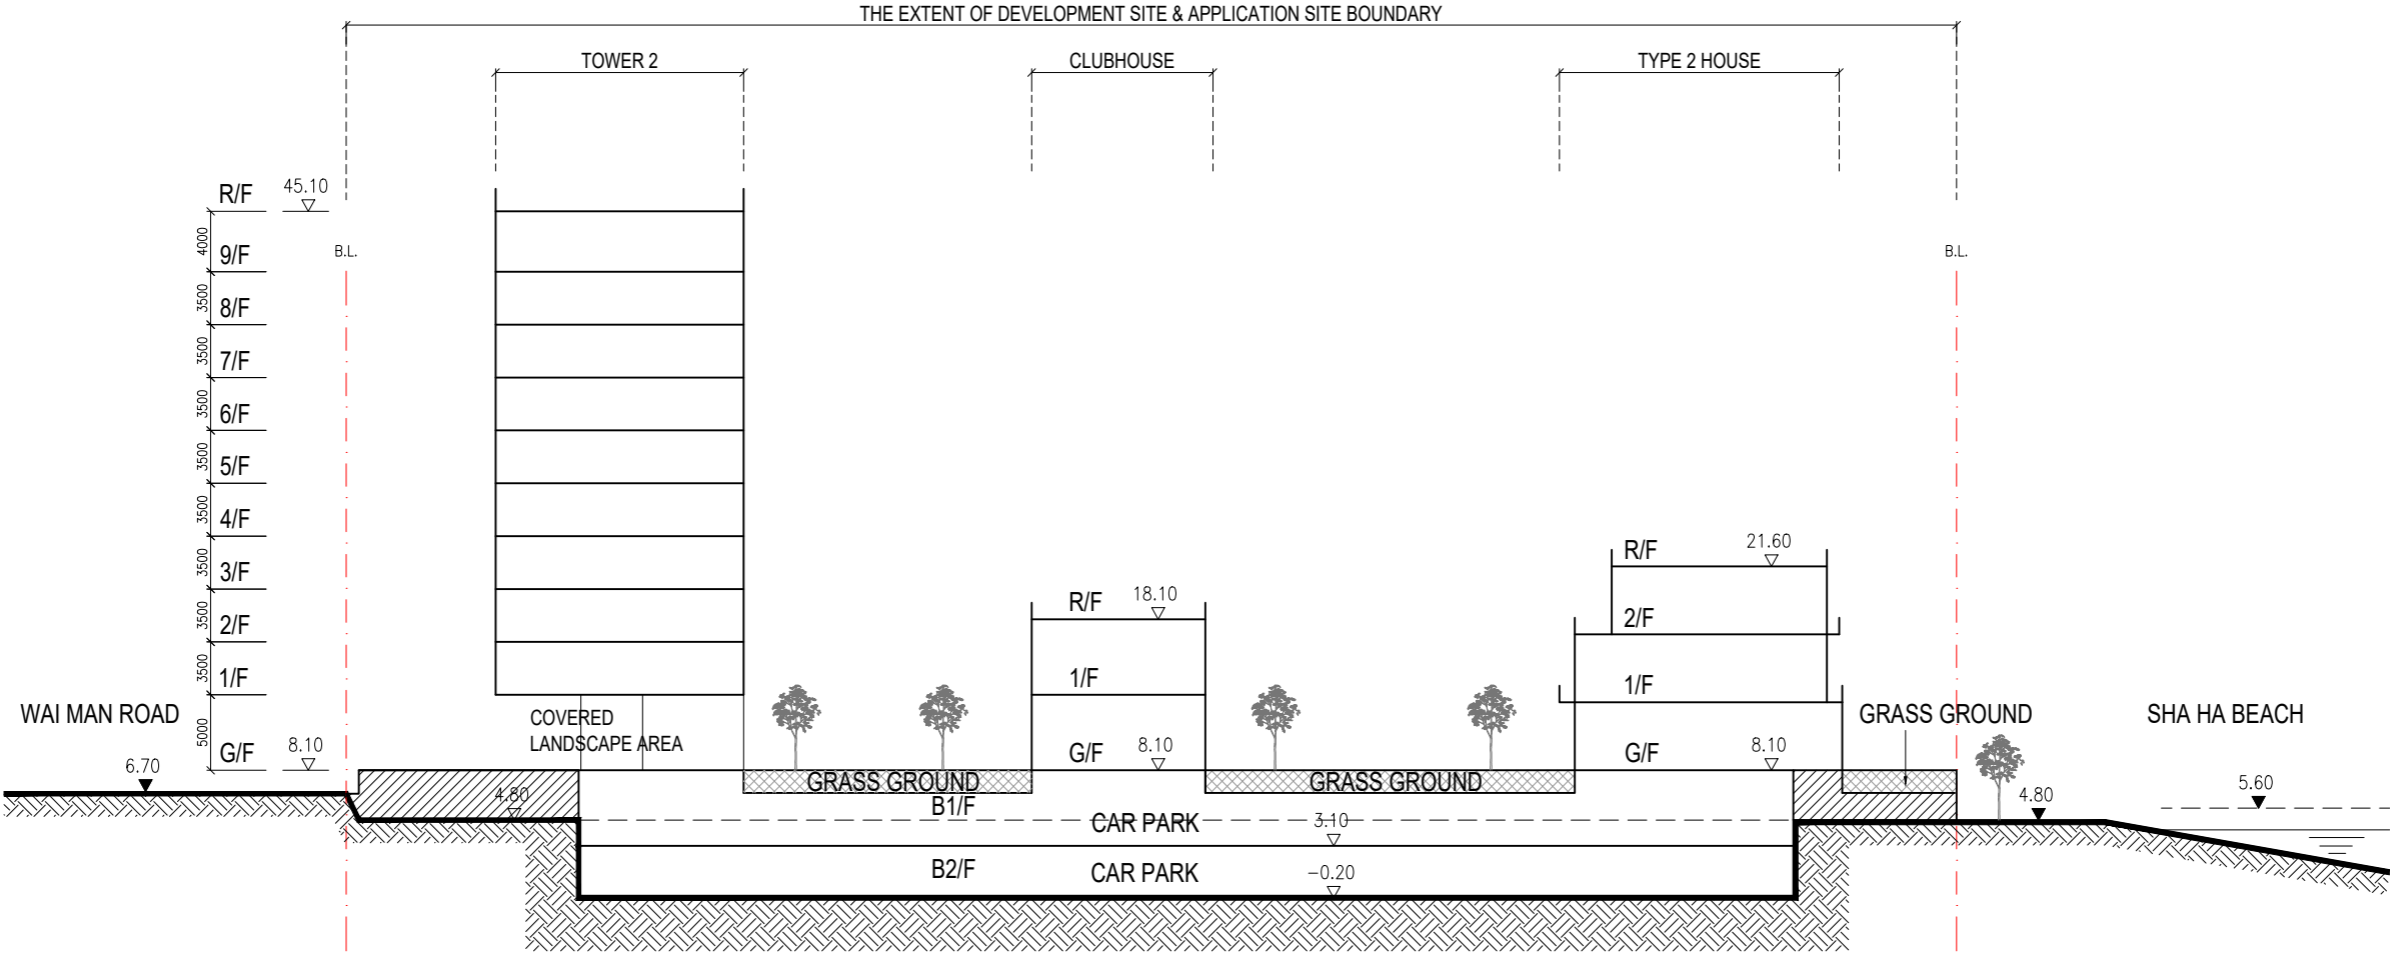 THE EXTENT OF DEVELOPMENT SITE & APPLICATION SITE BOUNDARY
TOWER 2
CLUBHOUSE
TYPE 2 HOUSE
R/F
45.10
4000
9/F
B.L.
B.L.
3500
8/F
3500
7/F
3500
6/F
3500
5/F
3500
4/F
3500
3/F
3500
2/F
3500
1/F
5000
G/F
8.10
WAI MAN ROAD
6.70
COVERED
LANDSCAPE AREA
4.80
R/F
18.10
1/F
G/F
8.10
R/F
21.60
2/F
1/F
G/F
8.10
GRASS GROUND
GRASS GROUND
GRASS GROUND
SHA HA BEACH
5.60
4.80
B1/F
CAR PARK
3.10
B2/F
CAR PARK
-0.20